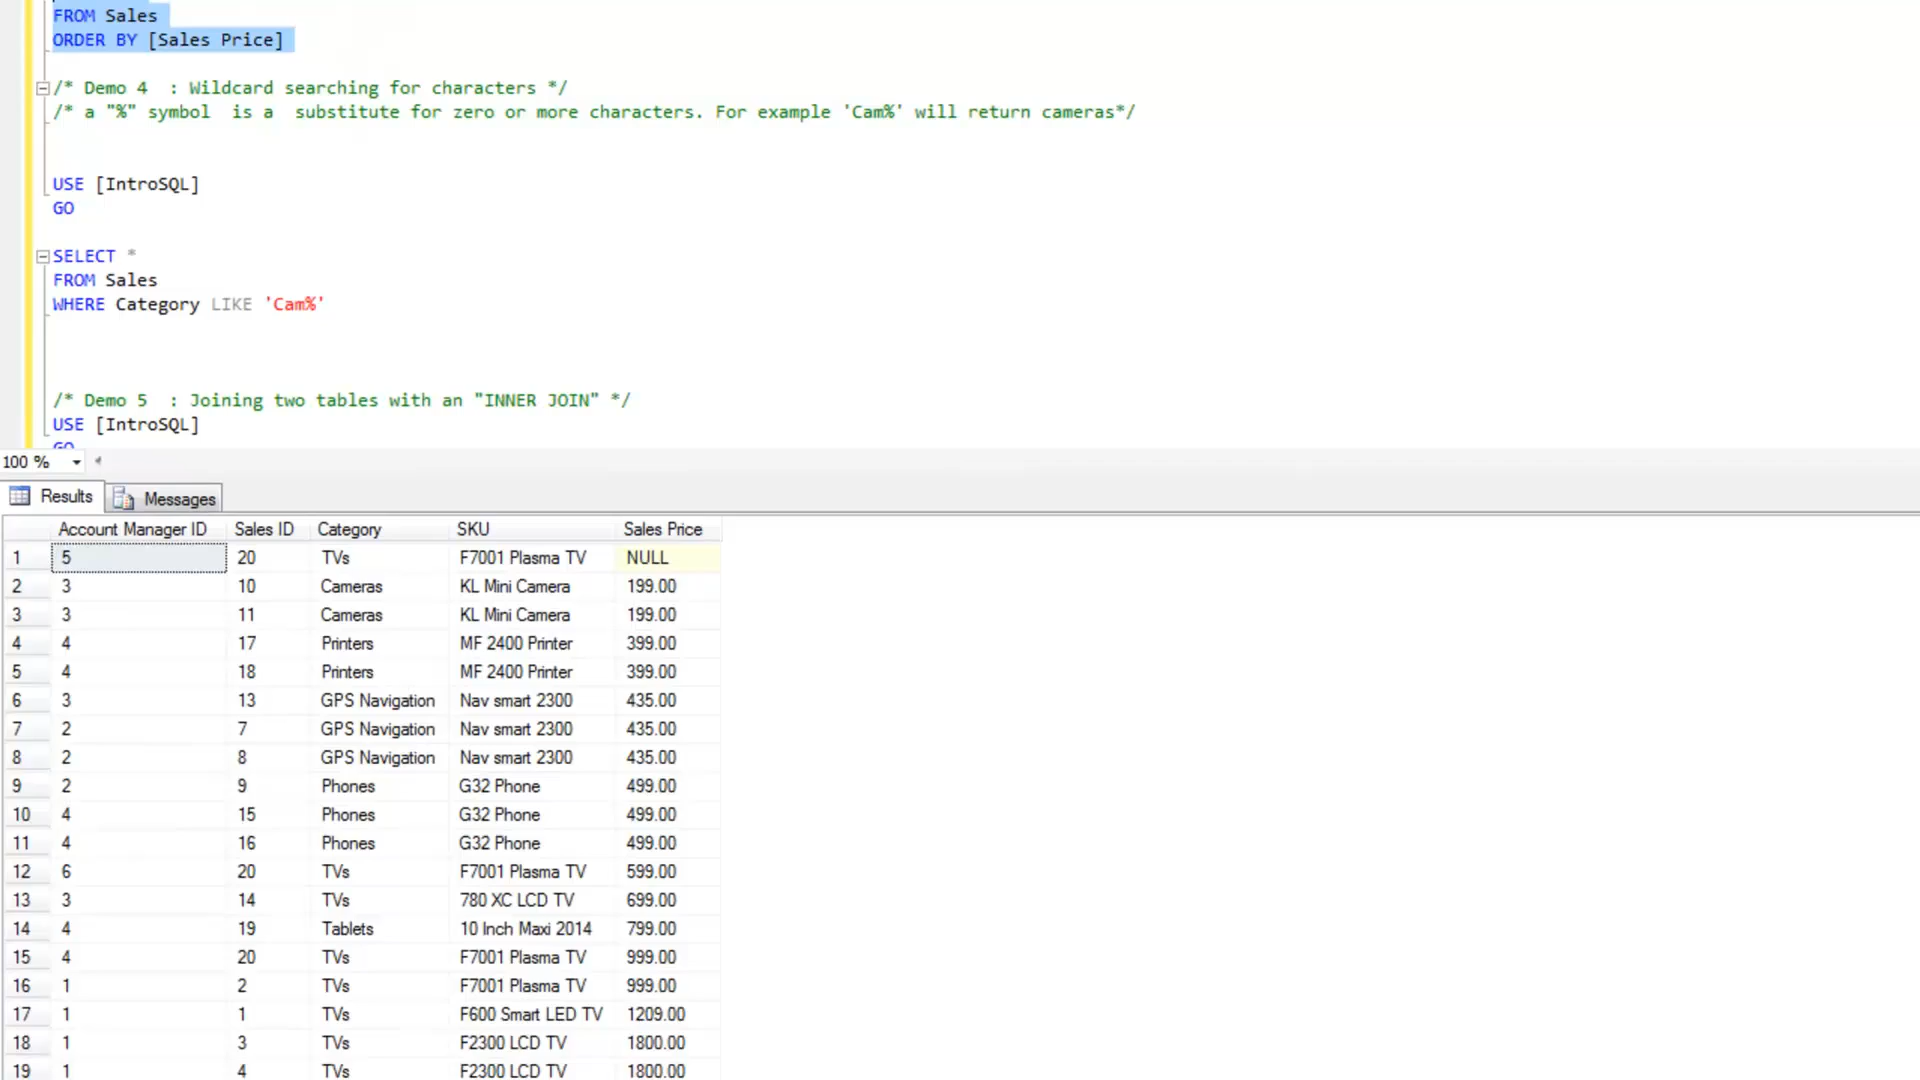 FROM Sales
ORDER BY [Sales Price]
/* Demo 4  : Wildcard searching for characters */
/* a "%" symbol  is a  substitute for zero or more characters. For example 'Cam%' will return cameras*/
USE [IntroSQL]
GO
SELECT *
FROM Sales
WHERE Category LIKE 'Cam%'
/* Demo 5  : Joining two tables with an "INNER JOIN" */
USE [IntroSQL]
GO
100 %
Results Messages
Account Manager ID Sales ID Category SKU Sales Price
1 5 20 TVs F7001 Plasma TV NULL
2 3 10 Cameras KL Mini Camera 199.00
3 3 11 Cameras KL Mini Camera 199.00
4 4 17 Printers MF 2400 Printer 399.00
5 4 18 Printers MF 2400 Printer 399.00
6 3 13 GPS Navigation Nav smart 2300 435.00
7 2 7 GPS Navigation Nav smart 2300 435.00
8 2 8 GPS Navigation Nav smart 2300 435.00
9 2 9 Phones G32 Phone 499.00
10 4 15 Phones G32 Phone 499.00
11 4 16 Phones G32 Phone 499.00
12 6 20 TVs F7001 Plasma TV 599.00
13 3 14 TVs 780 XC LCD TV 699.00
14 4 19 Tablets 10 Inch Maxi 2014 799.00
15 4 20 TVs F7001 Plasma TV 999.00
16 1 2 TVs F7001 Plasma TV 999.00
17 1 1 TVs F600 Smart LED TV 1209.00
18 1 3 TVs F2300 LCD TV 1800.00
19 1 4 TVs F2300 LCD TV 1800.00